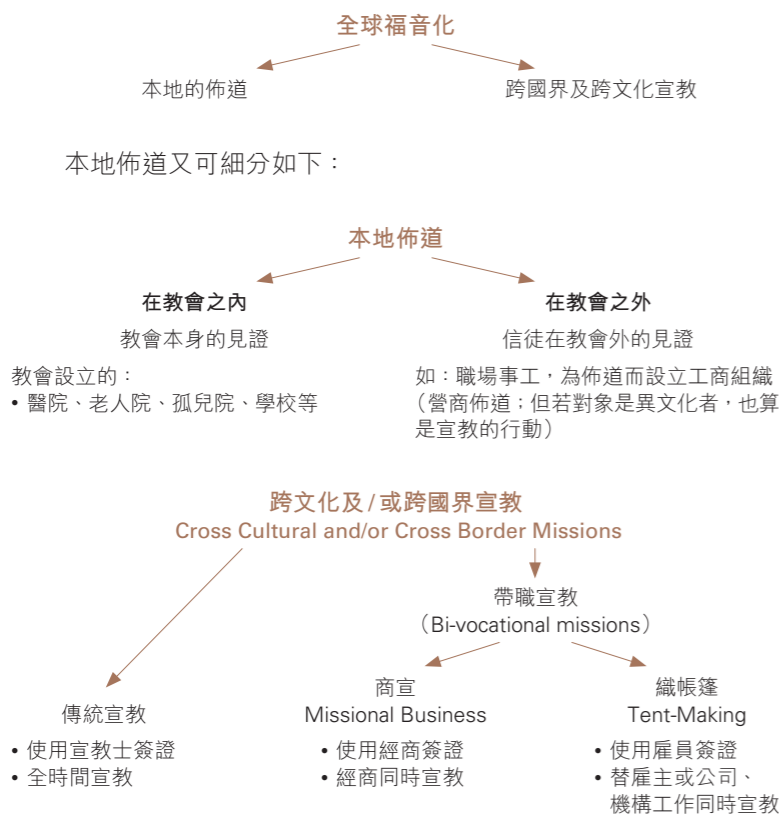 全球福音化
本地的佈道
跨國界及跨文化宣教
本地佈道又可細分如下：
本地佈道
在教會之內
教會本身的見證
教會設立的：
• 醫院、老人院、孤兒院、學校等
在教會之外
信徒在教會外的見證
如：職場事工，為佈道而設立工商組織
（營商佈道；但若對象是異文化者，也算
是宣教的行動）
跨文化及/或跨國界宣教
Cross Cultural and/or Cross Border Missions
帶職宣教
（Bi-vocational missions）
傳統宣教
• 使用宣教士簽證
• 全時間宣教
商宣
Missional Business
• 使用經商簽證
• 經商同時宣教
織帳篷
Tent-Making
• 使用雇員簽證
• 替雇主或公司、
機構工作同時宣教